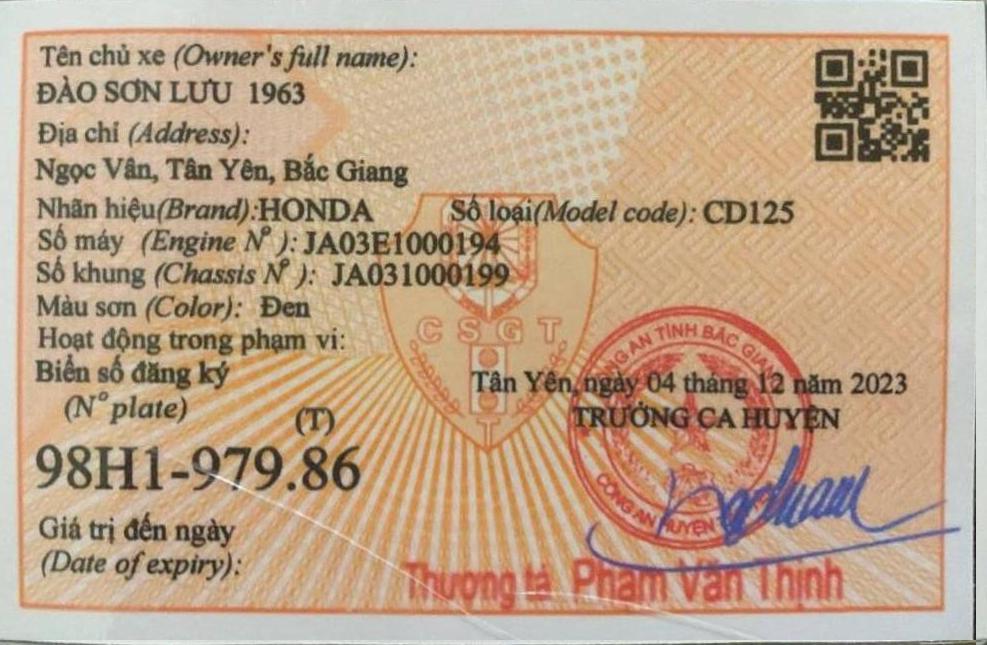 Tên chủ xe (Owner's full name):
ĐÀO SƠN LƯU 1963
Địa chỉ (Address):
Ngọc Vân, Tân Yên, Bắc Giang
Nhãn hiệu(Brand):HONDA Số loại(Model code): CD125
Số máy (Engine Nº ): JA03E1000194
Số khung (Chassis Nº ): JA031000199
Màu sơn (Color): Đen
Hoạt động trong phạm vi:
CSGT
Biển số đăng ký
(Nº plate)
(T)
98H1-979.86
Tân Yên, ngày 04 tháng 12 năm 2023
TRƯỞNG CA HUYỆN
CÔNG AN TỈNH BẮC GIANG
CÔNG AN HUYỆN
Giá trị đến ngày
(Date of expiry):
Thượng tá Phạm Văn Thịnh